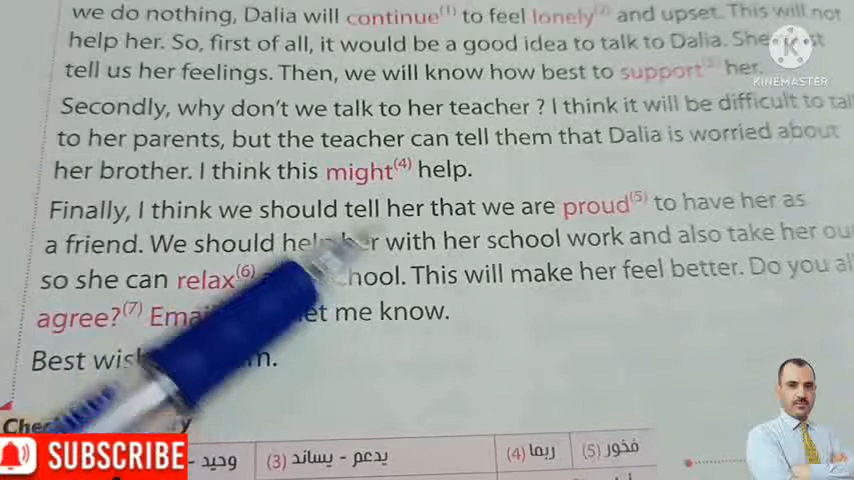 we do nothing, Dalia will continue(1) to feel lonely(2) and upset. This will not
help her. So, first of all, it would be a good idea to talk to Dalia. She
tell us her feelings. Then, we will know how best to support her.
KINEMASTER
Secondly, why don't we talk to her teacher ? I think it will be difficult to
to her parents, but the teacher can tell them that Dalia is worried about
her brother. I think this might(4) help.
Finally, I think we should tell her that we are proud(5) to have her as
a friend. We should help her with her school work and also take her
so she can relax(6) school. This will make her feel better. Do you
agree?(7) let me know.
Best
SUBSCRIBE
وحيد - (3) يدعم - يساند (4) ربما (5) فخور